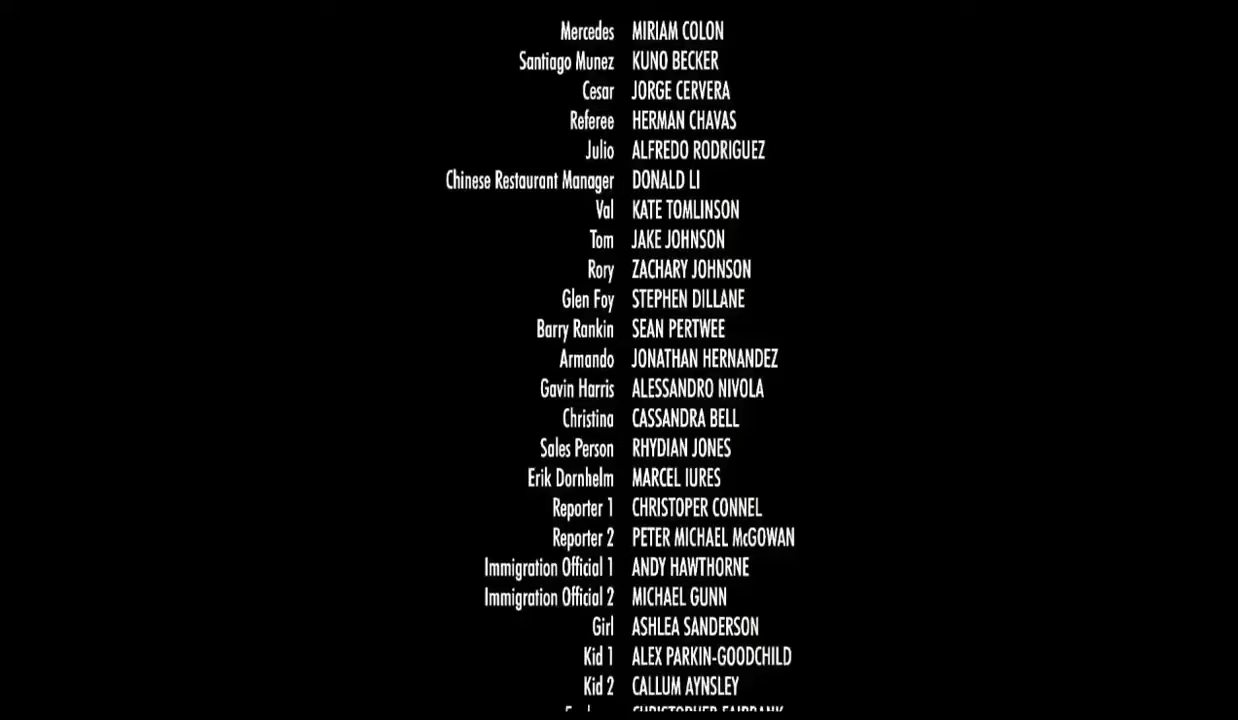 Mercedes MIRIAM COLON
Santiago Munez KUNO BECKER
Cesar JORGE CERVERA
Referee HERMAN CHAVAS
Julio ALFREDO RODRIGUEZ
Chinese Restaurant Manager DONALD LI
Val KATE TOMLINSON
Tom JAKE JOHNSON
Rory ZACHARY JOHNSON
Glen Foy STEPHEN DILLANE
Barry Rankin SEAN PERTWEE
Armando JONATHAN HERNANDEZ
Gavin Harris ALESSANDRO NIVOLA
Christina CASSANDRA BELL
Sales Person RHYDIAN JONES
Erik Dornhelm MARCEL IURES
Reporter 1 CHRISTOPER CONNEL
Reporter 2 PETER MICHAEL McGOWAN
Immigration Official 1 ANDY HAWTHORNE
Immigration Official 2 MICHAEL GUNN
Girl ASHLEA SANDERSON
Kid 1 ALEX PARKIN-GOODCHILD
Kid 2 CALLUM AYNSLEY
CHRISTOPHER FAIRBANK